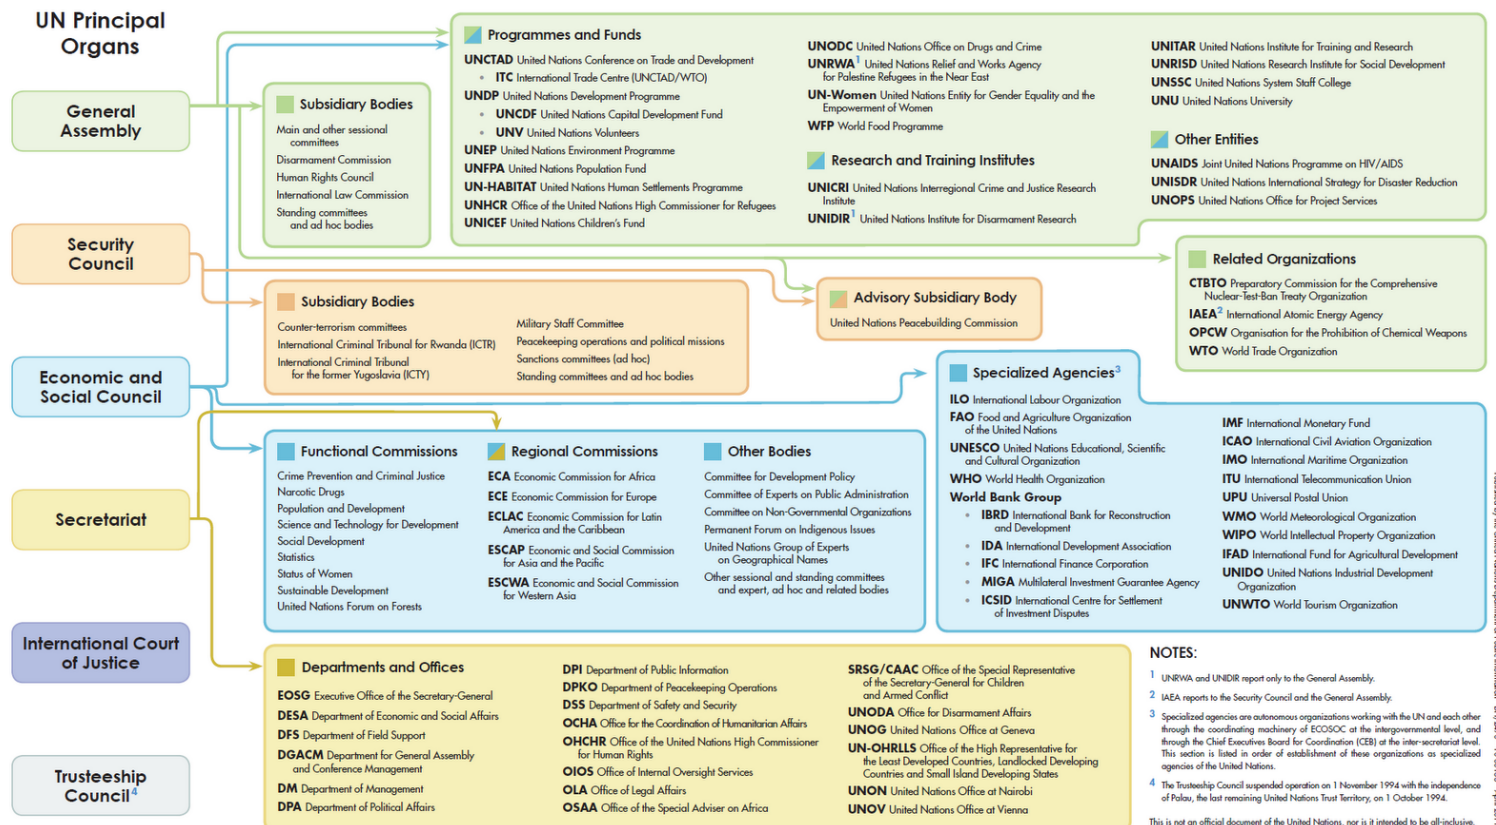 UN Principal
Organs
General
Assembly
Security
Council
Economic and
Social Council
Secretariat
International Court
of Justice
Trusteeship
Council4
Subsidiary Bodies
Main and other sessional
committees
Disarmament Commission
Human Rights Council
International Law Commission
Standing committees
and ad hoc bodies
Programmes and Funds
UNCTAD United Nations Conference on Trade and Development
• ITC International Trade Centre (UNCTAD/WTO)
UNDP United Nations Development Programme
• UNCDF United Nations Capital Development Fund
• UNV United Nations Volunteers
UNEP United Nations Environment Programme
UNFPA United Nations Population Fund
UN-HABITAT United Nations Human Settlements Programme
UNHCR Office of the United Nations High Commissioner for Refugees
UNICEF United Nations Children's Fund
UNODC United Nations Office on Drugs and Crime
UNRWA1 United Nations Relief and Works Agency
for Palestine Refugees in the Near East
UN-Women United Nations Entity for Gender Equality and the
Empowerment of Women
WFP World Food Programme
Research and Training Institutes
UNICRI United Nations Interregional Crime and Justice Research
Institute
UNIDIR1 United Nations Institute for Disarmament Research
UNITAR United Nations Institute for Training and Research
UNRISD United Nations Research Institute for Social Development
UNSSC United Nations System Staff College
UNU United Nations University
Other Entities
UNAIDS Joint United Nations Programme on HIV/AIDS
UNISDR United Nations International Strategy for Disaster Reduction
UNOPS United Nations Office for Project Services
Subsidiary Bodies
Counter-terrorism committees
International Criminal Tribunal for Rwanda (ICTR)
International Criminal Tribunal
for the former Yugoslavia (ICTY)
Military Staff Committee
Peacekeeping operations and political missions
Sanctions committees (ad hoc)
Standing committees and ad hoc bodies
Advisory Subsidiary Body
United Nations Peacebuilding Commission
Related Organizations
CTBTO Preparatory Commission for the Comprehensive
Nuclear-Test-Ban Treaty Organization
IAEA2 International Atomic Energy Agency
OPCW Organisation for the Prohibition of Chemical Weapons
WTO World Trade Organization
Functional Commissions
Crime Prevention and Criminal Justice
Narcotic Drugs
Population and Development
Science and Technology for Development
Social Development
Statistics
Status of Women
Sustainable Development
United Nations Forum on Forests
Regional Commissions
ECA Economic Commission for Africa
ECE Economic Commission for Europe
ECLAC Economic Commission for Latin
America and the Caribbean
ESCAP Economic and Social Commission
for Asia and the Pacific
ESCWA Economic and Social Commission
for Western Asia
Other Bodies
Committee for Development Policy
Committee of Experts on Public Administration
Committee on Non-Governmental Organizations
Permanent Forum on Indigenous Issues
United Nations Group of Experts
on Geographical Names
Other sessional and standing committees
and expert, ad hoc and related bodies
Specialized Agencies3
ILO International Labour Organization
FAO Food and Agriculture Organization
of the United Nations
UNESCO United Nations Educational, Scientific
and Cultural Organization
WHO World Health Organization
World Bank Group
• IBRD International Bank for Reconstruction
and Development
• IDA International Development Association
• IFC International Finance Corporation
• MIGA Multilateral Investment Guarantee Agency
• ICSID International Centre for Settlement
of Investment Disputes
IMF International Monetary Fund
ICAO International Civil Aviation Organization
IMO International Maritime Organization
ITU International Telecommunication Union
UPU Universal Postal Union
WMO World Meteorological Organization
WIPO World Intellectual Property Organization
IFAD International Fund for Agricultural Development
UNIDO United Nations Industrial Development
Organization
UNWTO World Tourism Organization
Departments and Offices
EOSG Executive Office of the Secretary-General
DESA Department of Economic and Social Affairs
DFS Department of Field Support
DGACM Department for General Assembly
and Conference Management
DM Department of Management
DPA Department of Political Affairs
DPI Department of Public Information
DPKO Department of Peacekeeping Operations
DSS Department of Safety and Security
OCHA Office for the Coordination of Humanitarian Affairs
OHCHR Office of the United Nations High Commissioner
for Human Rights
OIOS Office of Internal Oversight Services
OLA Office of Legal Affairs
OSAA Office of the Special Adviser on Africa
SRSG/CAAC Office of the Special Representative
of the Secretary-General for Children
and Armed Conflict
UNODA Office for Disarmament Affairs
UNOG United Nations Office at Geneva
UN-OHRLLS Office of the High Representative for
the Least Developed Countries, Landlocked Developing
Countries and Small Island Developing States
UNON United Nations Office at Nairobi
UNOV United Nations Office at Vienna
NOTES:
1 UNRWA and UNIDIR report only to the General Assembly.
2 IAEA reports to the Security Council and the General Assembly.
3 Specialized agencies are autonomous organizations working with the UN and each other
through the coordinating machinery of ECOSOC at the intergovernmental level, and
through the Chief Executives Board for Coordination (CEB) at the inter-secretariat level.
This section is listed in order of establishment of these organizations as specialized
agencies of the United Nations.
4 The Trusteeship Council suspended operation on 1 November 1994 with the independence
of Palau, the last remaining United Nations Trust Territory, on 1 October 1994.
This is not an official document of the United Nations, nor is it intended to be all-inclusive.